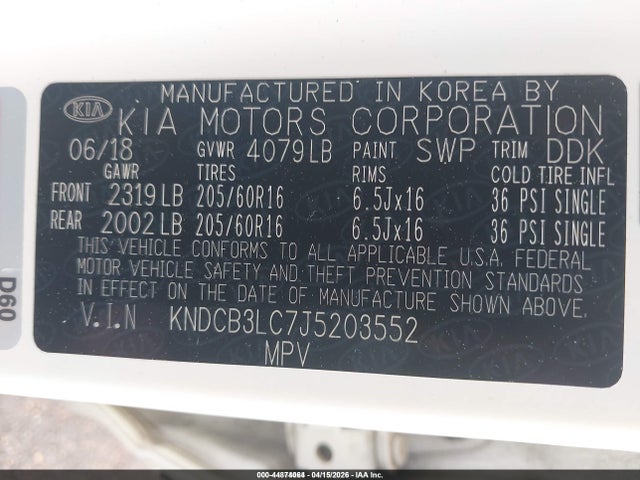 MANUFACTURED IN KOREA BY
KIA KIA MOTORS CORPORATION
06/18 GVWR 4079LB PAINT SWP TRIM DDK
GAWR TIRES RIMS COLD TIRE INFL
FRONT 2319LB 205/60R16 6.5Jx16 36 PSI SINGLE
REAR 2002LB 205/60R16 6.5Jx16 36 PSI SINGLE
THIS VEHICLE CONFORMS TO ALL APPLICABLE U.S.A. FEDERAL
MOTOR VEHICLE SAFETY AND THEFT PREVENTION STANDARDS
IN EFFECT ON THE DATE OF MANUFACTURE SHOWN ABOVE.
V.I.N KNDCB3LC7J5203552
MPV
D60
000-44874064 - 04/15/2026 - IAA Inc.